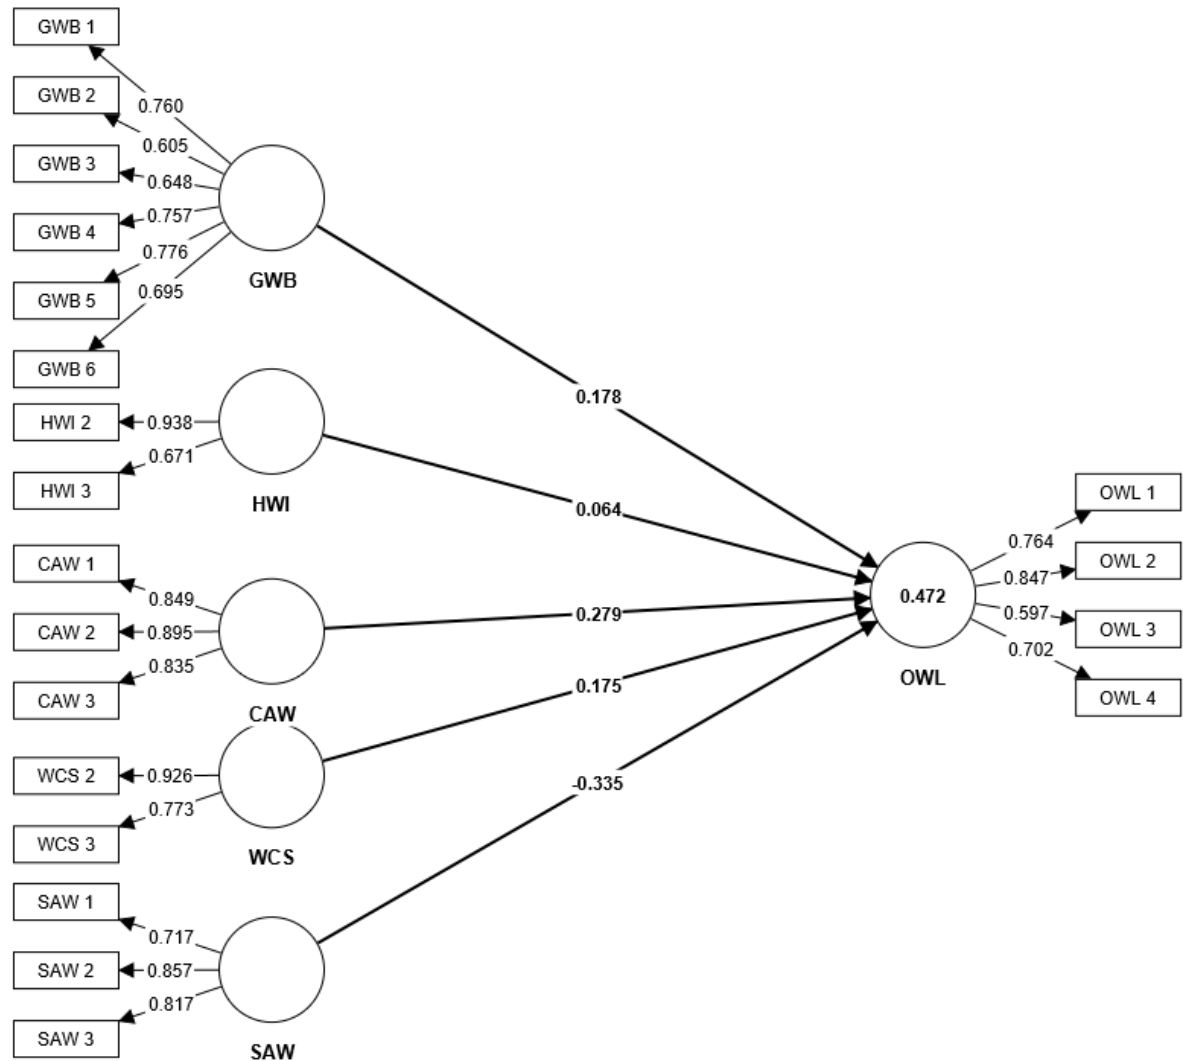 GWB 1
0.760
GWB 2
0.605
GWB 3
0.648
GWB 4
0.757
GWB 5
0.776
GWB 6
0.695
GWB
0.178
HWI 2
0.938
HWI 3
0.671
HWI
0.064
CAW 1
0.849
CAW 2
0.895
CAW 3
0.835
CAW
0.279
WCS 2
0.926
WCS 3
0.773
WCS
0.175
SAW 1
0.717
SAW 2
0.857
SAW 3
0.817
SAW
-0.335
0.472
OWL
OWL 1
0.764
OWL 2
0.847
OWL 3
0.597
OWL 4
0.702